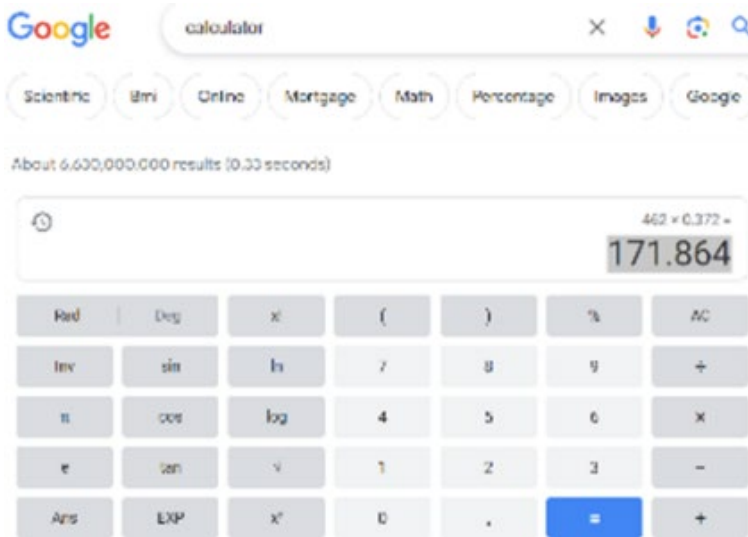 Google calculator
Scientific Bmi Online Mortgage Math Percentage Images Google
About 6,630,000,000 results (0.33 seconds)
462 × 0.372 =
171.864
Rad Deg x! ( ) % AC
Inv sin ln 7 8 9 ÷
π cos log 4 5 6 ×
e tan √ 1 2 3 −
Ans EXP xʸ 0 . = +